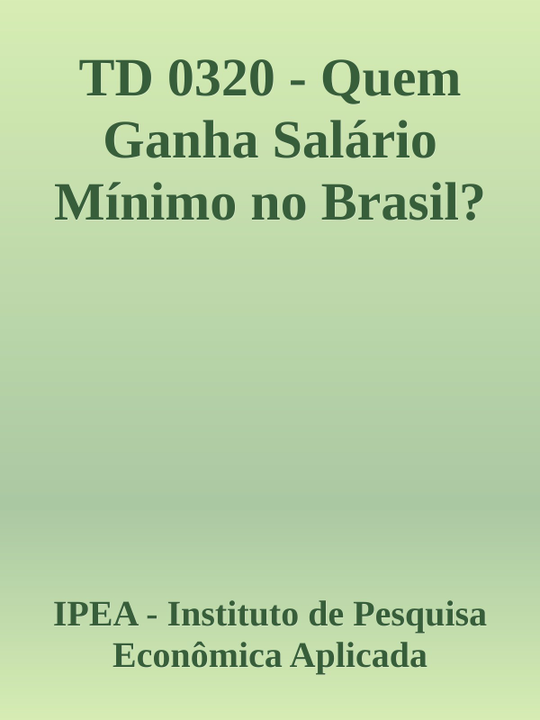 TD 0320 - Quem
Ganha Salário
Mínimo no Brasil?
IPEA - Instituto de Pesquisa
Econômica Aplicada